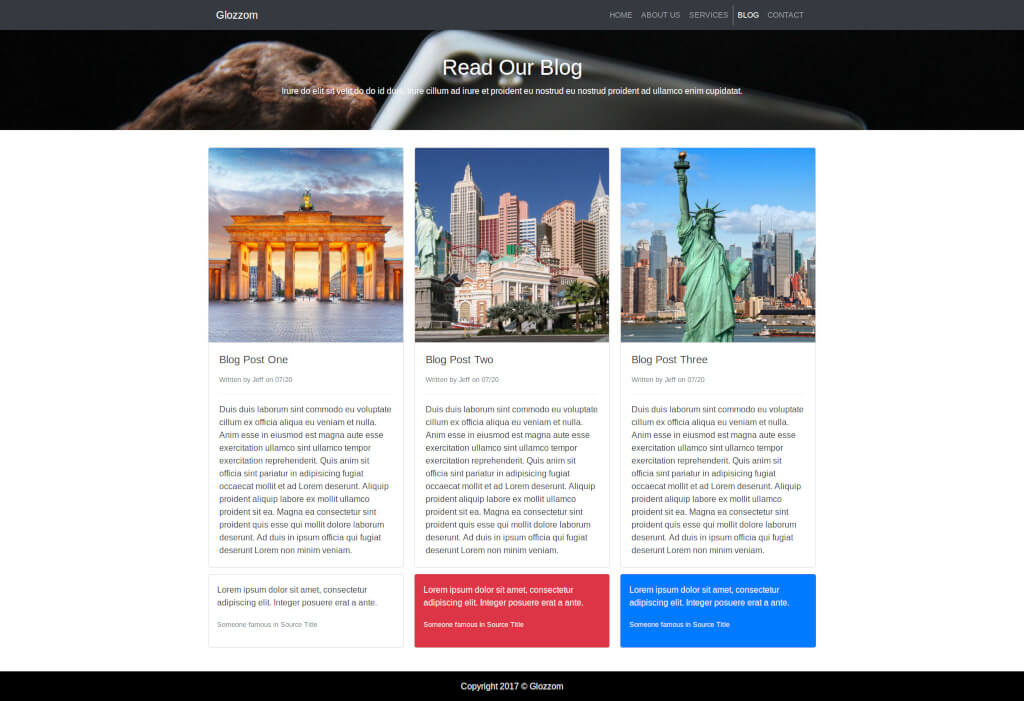 Glozzom
HOME ABOUT US SERVICES BLOG CONTACT
Read Our Blog
Irure do elit sit velit do do id duis. Irure cillum ad irure et proident eu nostrud eu nostrud proident ad ullamco enim cupidatat.
Blog Post One
Written by Jeff on 07/20
Duis duis laborum sint commodo eu voluptate
cillum ex officia aliqua eu veniam et nulla.
Anim esse in eiusmod est magna aute esse
exercitation ullamco sint ullamco tempor
exercitation reprehenderit. Quis anim sit
officia sint pariatur in adipisicing fugiat
occaecat mollit et ad Lorem deserunt. Aliquip
proident aliquip labore ex mollit ullamco
proident sit ea. Magna ea consectetur sint
proident quis esse qui mollit dolore laborum
deserunt. Ad duis in ipsum officia qui fugiat
deserunt Lorem non minim veniam.
Blog Post Two
Written by Jeff on 07/20
Duis duis laborum sint commodo eu voluptate
cillum ex officia aliqua eu veniam et nulla.
Anim esse in eiusmod est magna aute esse
exercitation ullamco sint ullamco tempor
exercitation reprehenderit. Quis anim sit
officia sint pariatur in adipisicing fugiat
occaecat mollit et ad Lorem deserunt. Aliquip
proident aliquip labore ex mollit ullamco
proident sit ea. Magna ea consectetur sint
proident quis esse qui mollit dolore laborum
deserunt. Ad duis in ipsum officia qui fugiat
deserunt Lorem non minim veniam.
Blog Post Three
Written by Jeff on 07/20
Duis duis laborum sint commodo eu voluptate
cillum ex officia aliqua eu veniam et nulla.
Anim esse in eiusmod est magna aute esse
exercitation ullamco sint ullamco tempor
exercitation reprehenderit. Quis anim sit
officia sint pariatur in adipisicing fugiat
occaecat mollit et ad Lorem deserunt. Aliquip
proident aliquip labore ex mollit ullamco
proident sit ea. Magna ea consectetur sint
proident quis esse qui mollit dolore laborum
deserunt. Ad duis in ipsum officia qui fugiat
deserunt Lorem non minim veniam.
Lorem ipsum dolor sit amet, consectetur
adipiscing elit. Integer posuere erat a ante.
Someone famous in Source Title
Lorem ipsum dolor sit amet, consectetur
adipiscing elit. Integer posuere erat a ante.
Someone famous in Source Title
Lorem ipsum dolor sit amet, consectetur
adipiscing elit. Integer posuere erat a ante.
Someone famous in Source Title
Copyright 2017 © Glozzom